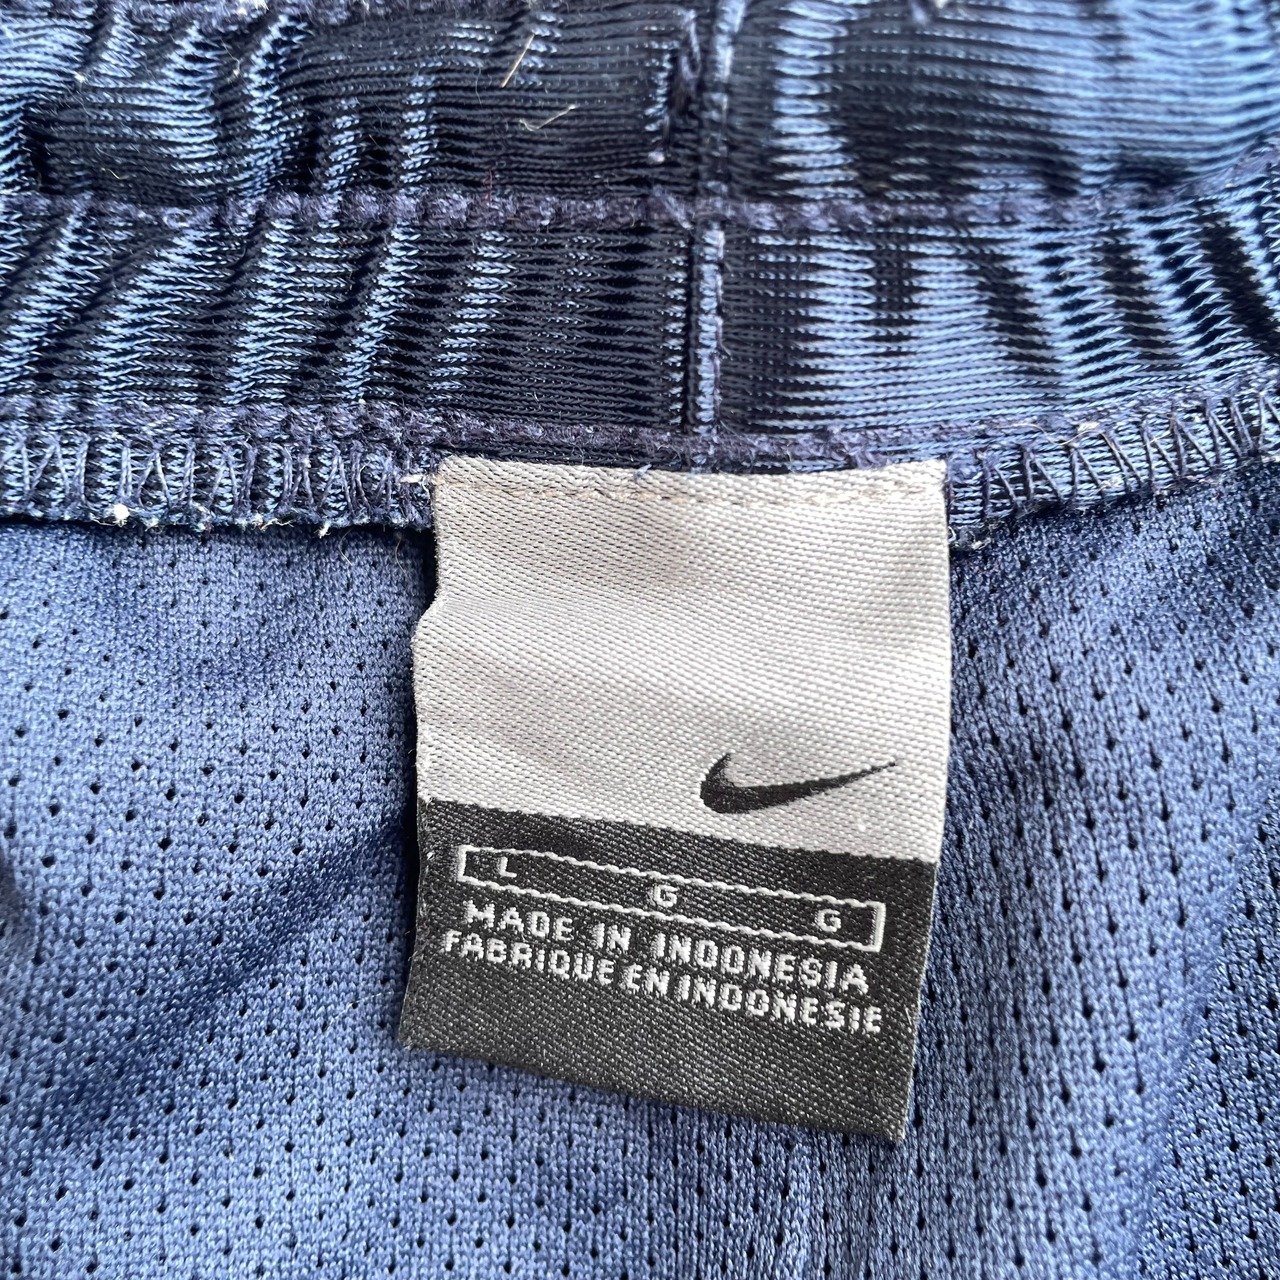 L G G
MADE IN INDONESIA
FABRIQUE EN INDONESIE